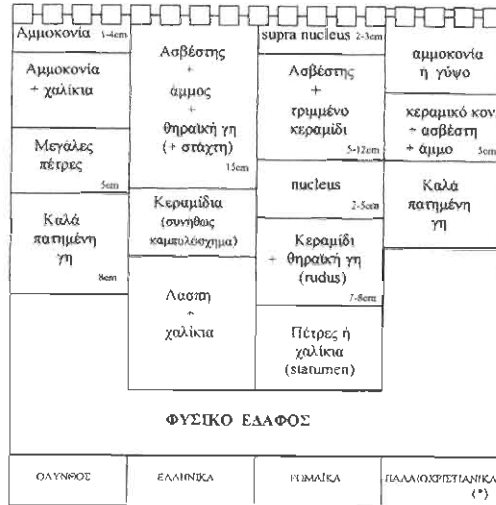 Αμμοκονία 1-4cm
Αμμοκονία
+ χαλίκια
Μεγάλες
πέτρες
5cm
Καλά
πατημένη
γη
8cm
Ασβέστης
+
άμμος
+
θηραϊκή γη
(+ στάχτη)
15cm
Κεραμίδια
(συνήθως
καμπυλόσχημα)
Λασπη
+
χαλίκια
supra nucleus 2-3cm
Ασβέστης
+
τριμμένο
κεραμίδι
5-12cm
nucleus
2-5cm
Κεραμίδι
+ θηραϊκή γη
(rudus)
7-8cm
Πέτρες ή
χαλίκια
(statumen)
αμμοκονία
η γύψο
κεραμικό κον
+ ασβέστη
+ άμμο 5cm
Καλά
πατημένη
γη
ΦΥΣΙΚΟ ΕΔΑΦΟΣ
ΟΛΥΝΘΟΣ
ΕΛΛΗΝΙΚΑ
ΡΩΜΑΪΚΑ
ΠΑΛΑΙΟΧΡΙΣΤΙΑΝΙΚΑ
(*)